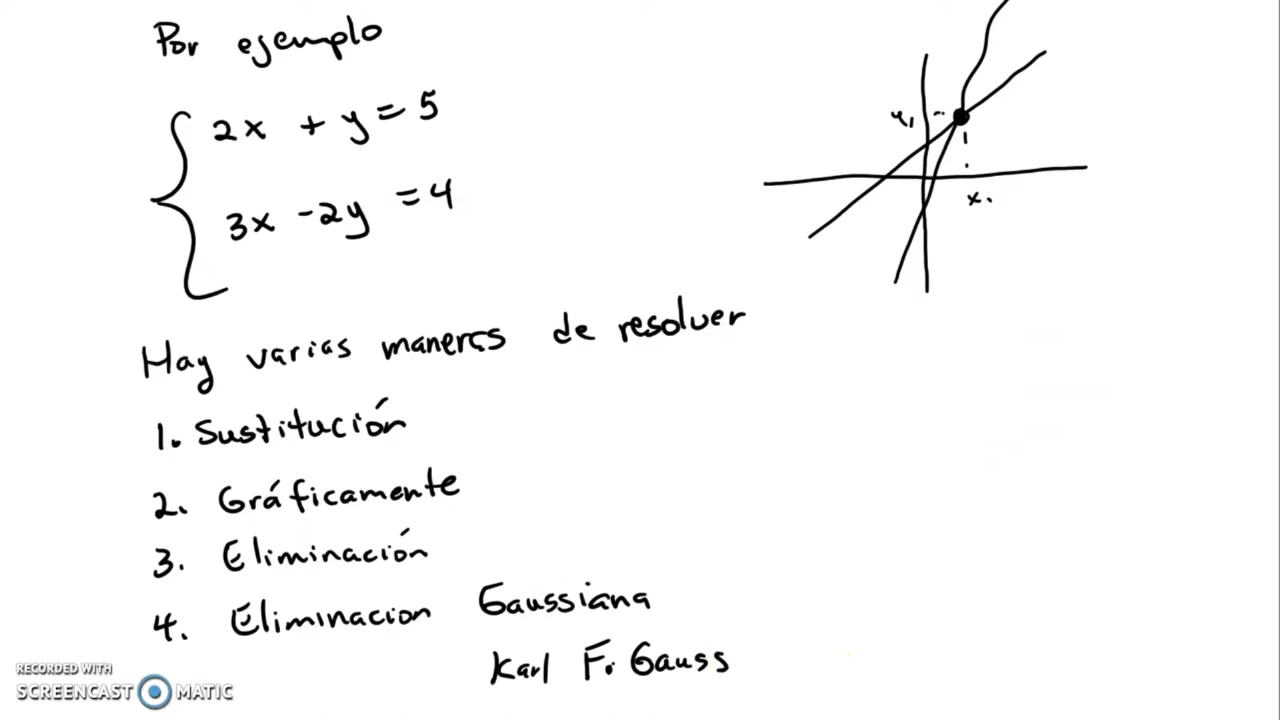 Por ejemplo
2x + y = 5
3x - 2y = 4
y₁
x₁
Hay varias maneras de resolver
1. Sustitución
2. Gráficamente
3. Eliminación
4. Eliminacion Gaussiana
Karl F. Gauss
RECORDED WITH
SCREENCAST MATIC